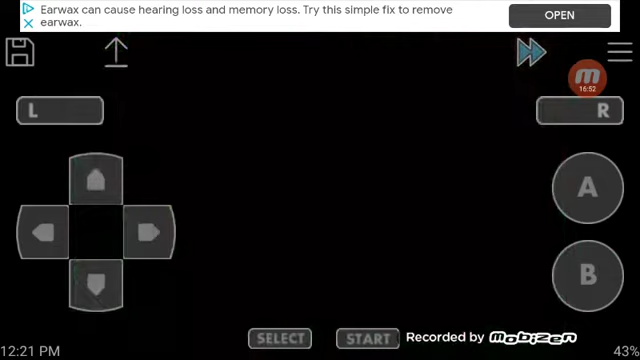 Earwax can cause hearing loss and memory loss. Try this simple fix to remove
earwax.
OPEN
16:52
L
R
A
B
SELECT
START
Recorded by MOBIZEN
12:21 PM
43%